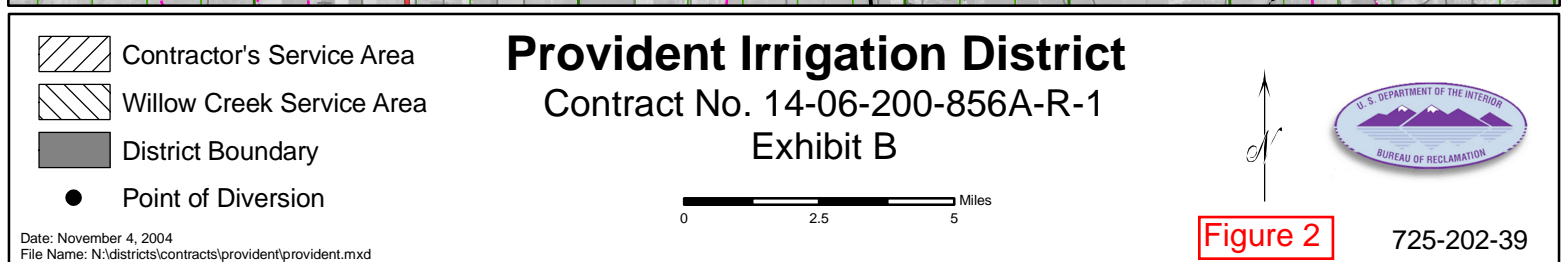 Contractor's Service Area
Willow Creek Service Area
District Boundary
Point of Diversion
Date: November 4, 2004
File Name: N:\districts\contracts\provident\provident.mxd
Provident Irrigation District
Contract No. 14-06-200-856A-R-1
Exhibit B
Miles
0 2.5 5
N
U. S. DEPARTMENT OF THE INTERIOR
BUREAU OF RECLAMATION
Figure 2
725-202-39